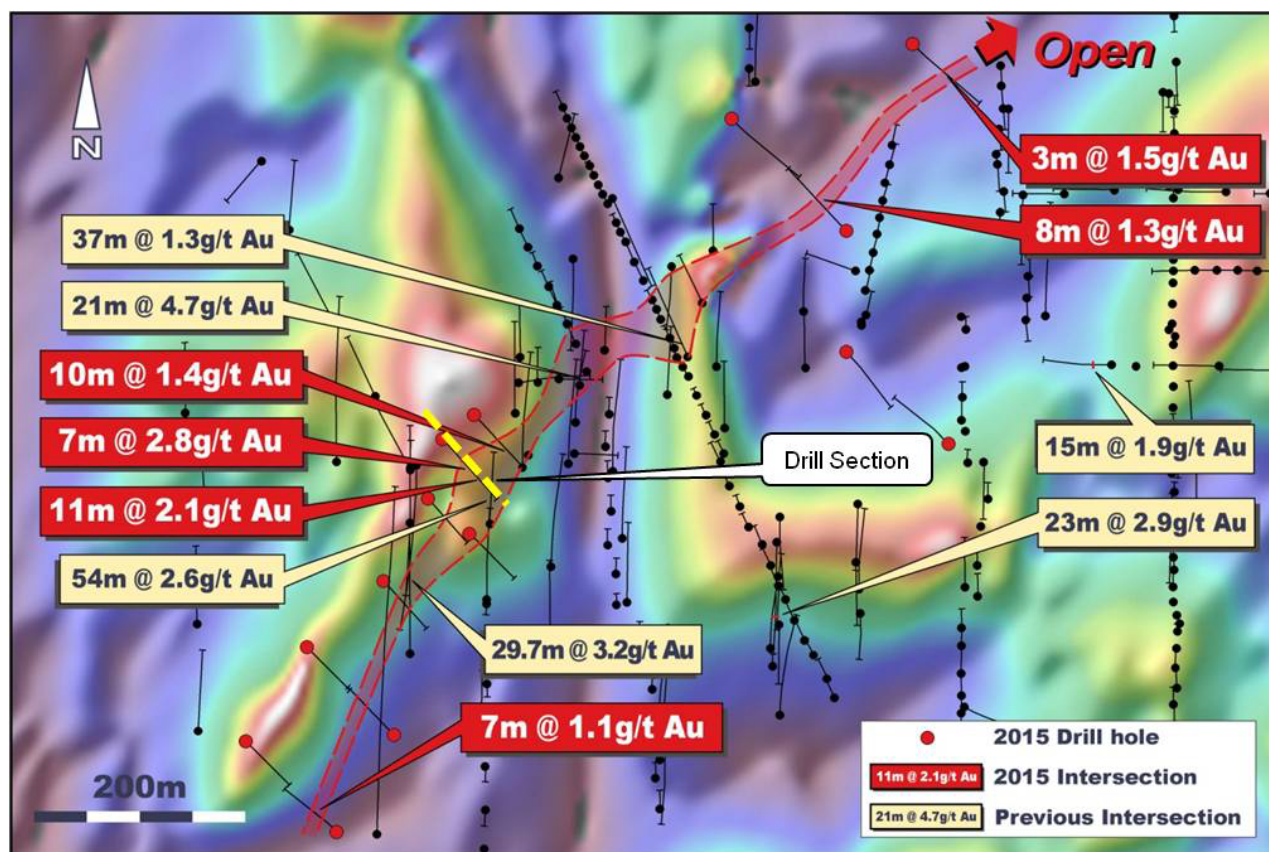 Open
N
3m @ 1.5g/t Au
8m @ 1.3g/t Au
37m @ 1.3g/t Au
21m @ 4.7g/t Au
10m @ 1.4g/t Au
7m @ 2.8g/t Au
11m @ 2.1g/t Au
54m @ 2.6g/t Au
Drill Section
15m @ 1.9g/t Au
23m @ 2.9g/t Au
29.7m @ 3.2g/t Au
7m @ 1.1g/t Au
200m
2015 Drill hole
11m @ 2.1g/t Au 2015 Intersection
21m @ 4.7g/t Au Previous Intersection